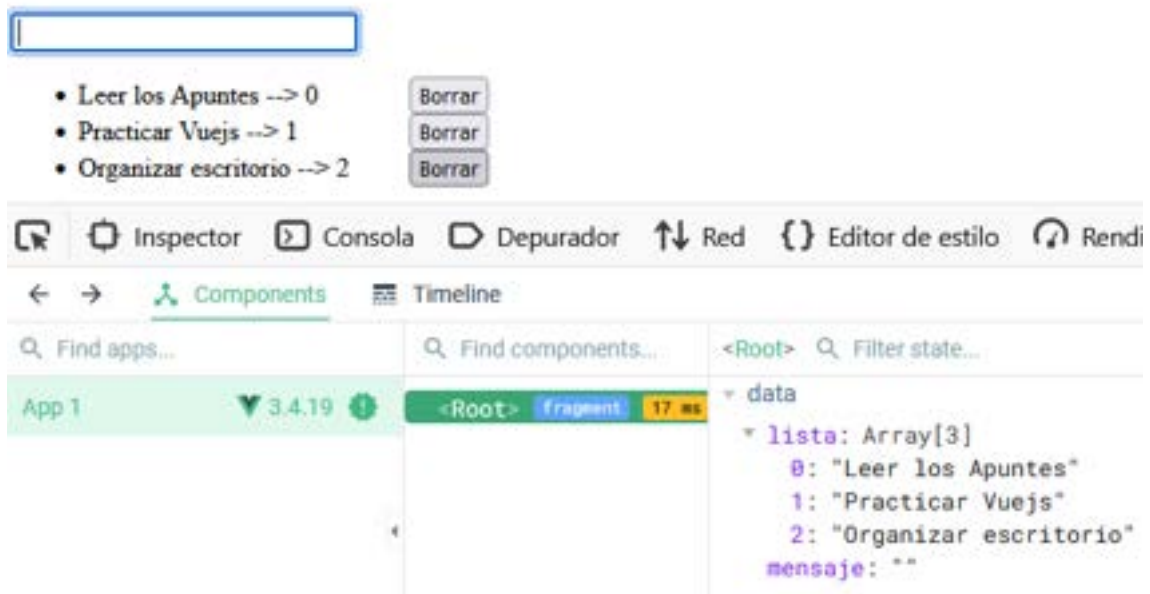 Leer los Apuntes --> 0 Borrar
Practicar Vuejs --> 1 Borrar
Organizar escritorio --> 2 Borrar
Inspector Consola Depurador Red {} Editor de estilo Rendi
Components Timeline
Find apps... Find components... <Root> Filter state...
App 1 3.4.19 <Root> fragment 17 ms
data
lista: Array[3]
0: "Leer los Apuntes"
1: "Practicar Vuejs"
2: "Organizar escritorio"
mensaje: ""